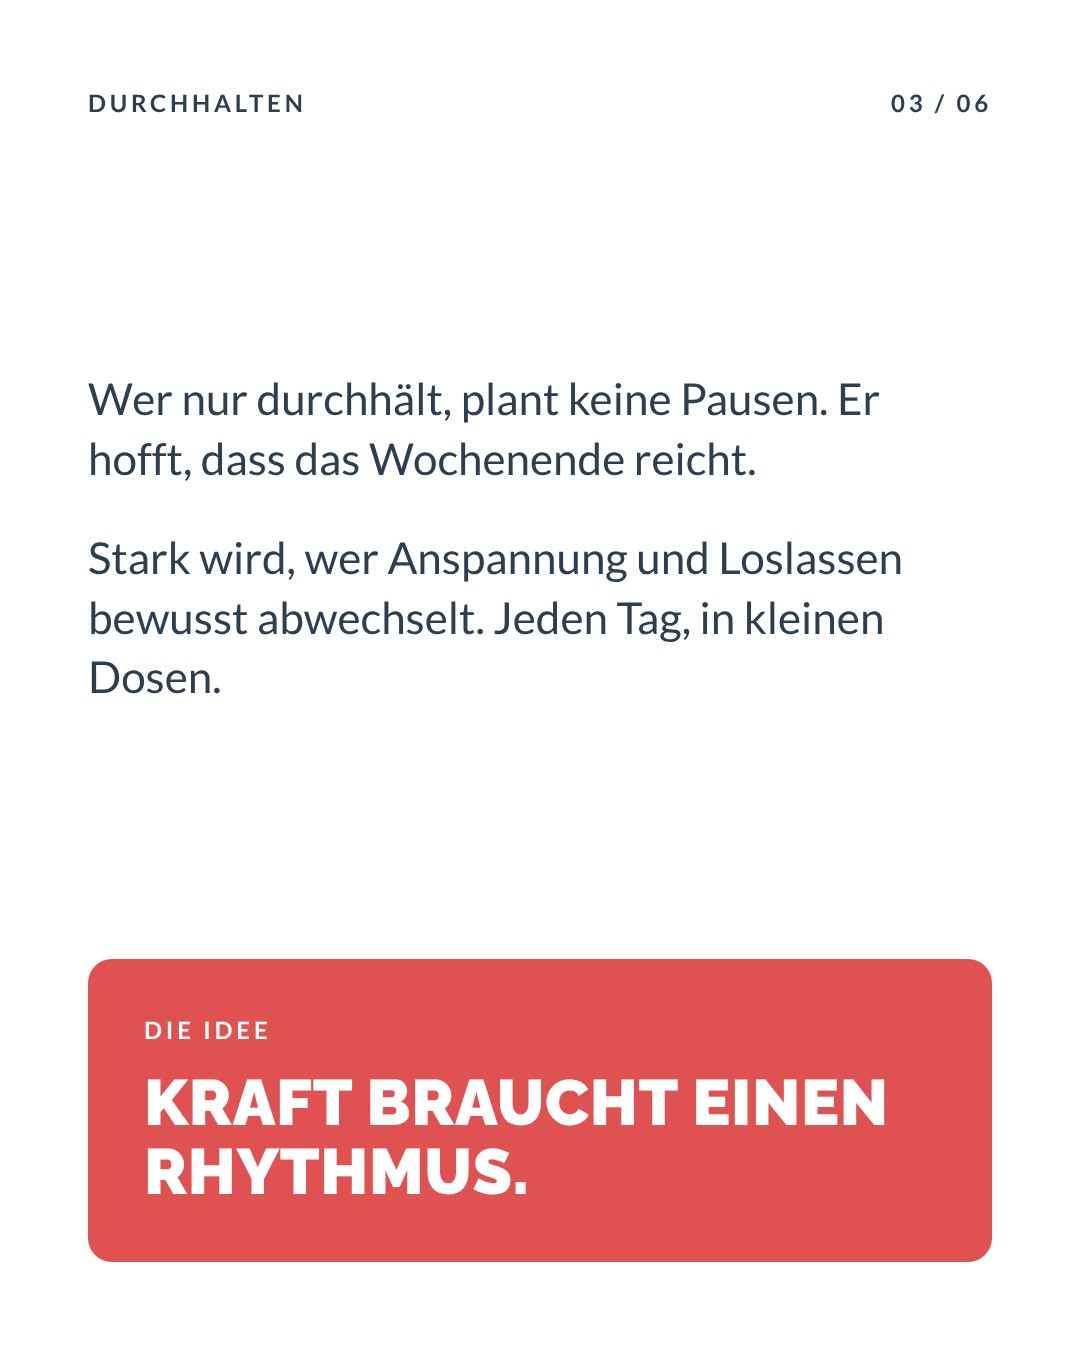 DURCHHALTEN
03 / 06
Wer nur durchhält, plant keine Pausen. Er
hofft, dass das Wochenende reicht.
Stark wird, wer Anspannung und Loslassen
bewusst abwechselt. Jeden Tag, in kleinen
Dosen.
DIE IDEE
KRAFT BRAUCHT EINEN
RHYTHMUS.